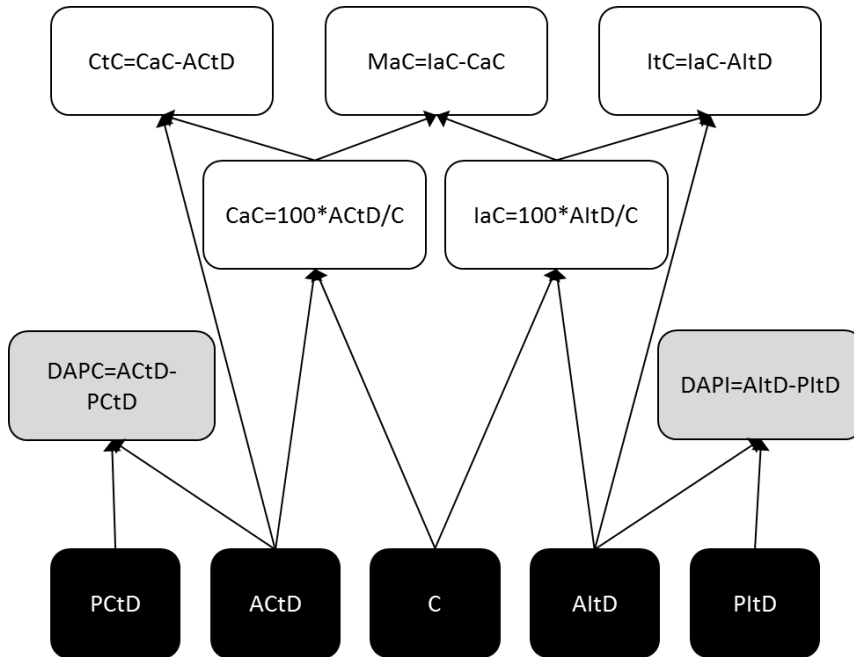 CtC=CaC-ACtD
MaC=IaC-CaC
ItC=IaC-AItD
CaC=100*ACtD/C
IaC=100*AItD/C
DAPC=ACtD-
PCtD
DAPI=AItD-PItD
PCtD
ACtD
C
AItD
PItD